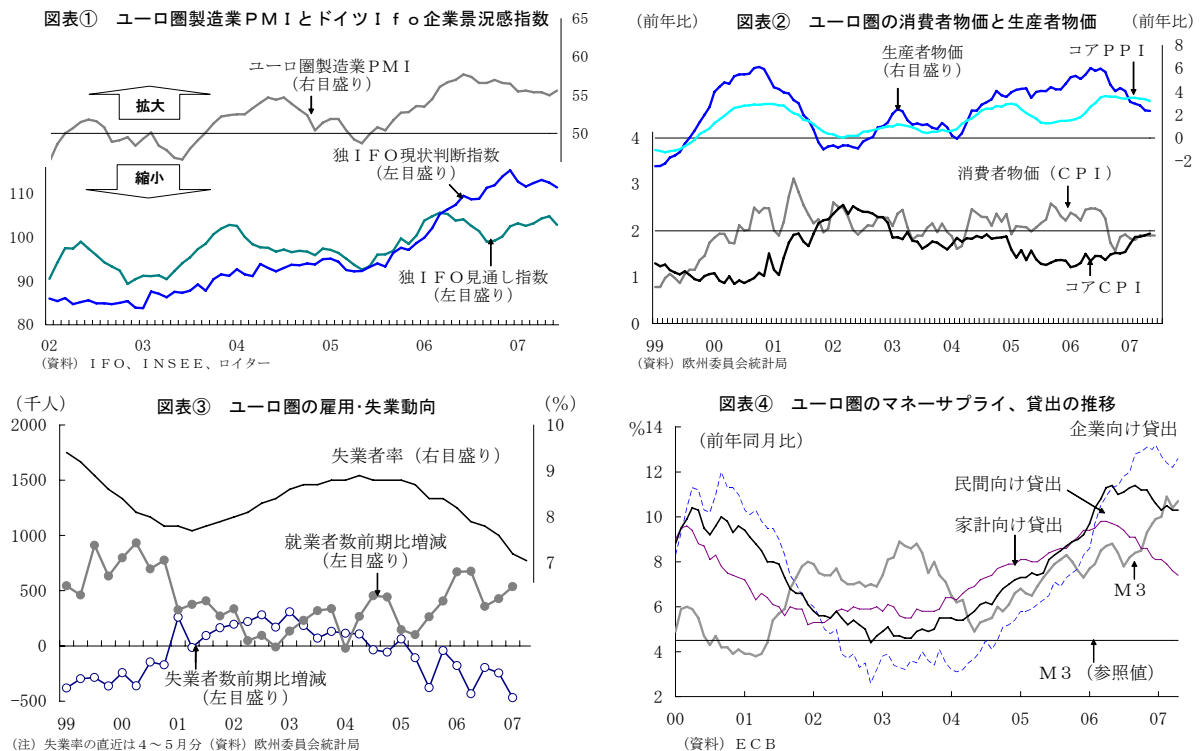 図表① ユーロ圏製造業ＰＭＩとドイツＩｆｏ企業景況感指数
65
60
55
50
ユーロ圏製造業ＰＭＩ
（右目盛り）
拡大
縮小
独ＩＦＯ現状判断指数
（左目盛り）
独ＩＦＯ見通し指数
（左目盛り）
110
100
90
80
02 03 04 05 06 07
（資料）ＩＦＯ、ＩＮＳＥＥ、ロイター
（前年比） 図表② ユーロ圏の消費者物価と生産者物価 （前年比）
8
6
4
2
0
−2
生産者物価
（右目盛り）
コアＰＰＩ
消費者物価（ＣＰＩ）
コアＣＰＩ
4
3
2
1
0
99 00 01 02 03 04 05 06 07
（資料）欧州委員会統計局
（千人） 図表③ ユーロ圏の雇用･失業動向 （%）
2000
1500
1000
500
0
−500
10
9
8
7
失業者率（右目盛り）
就業者数前期比増減
（左目盛り）
失業者数前期比増減
（左目盛り）
99 00 01 02 03 04 05 06 07
（注）失業率の直近は４～５月分（資料）欧州委員会統計局
図表④ ユーロ圏のマネーサプライ、貸出の推移
%14
12
10
8
6
4
2
（前年同月比）
企業向け貸出
民間向け貸出
家計向け貸出
Ｍ３
Ｍ３（参照値）
00 01 02 03 04 05 06 07
（資料）ＥＣＢ